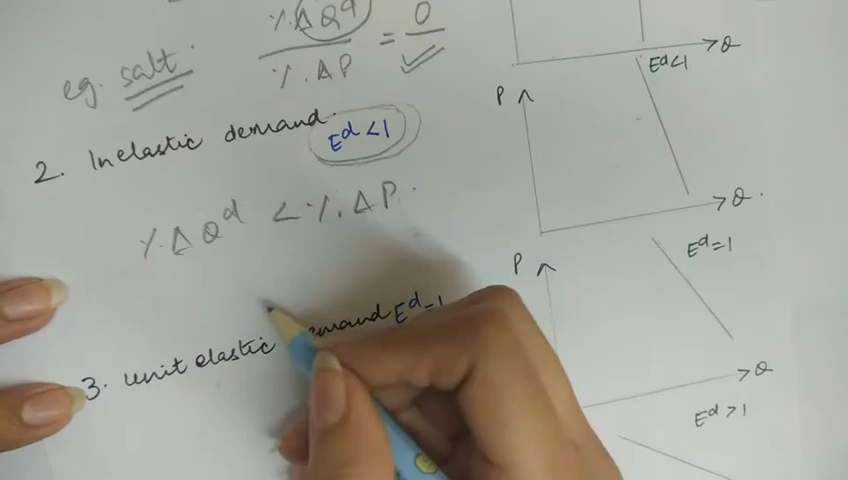 %ΔQd
eg. salt. = 0
%.ΔP
2. Inelastic demand. Ed<1
%ΔQd < %.ΔP.
3. Unit elastic demand Ed=1
Q
Ed<1
P
Q.
Ed=1
P
Q
Ed>1